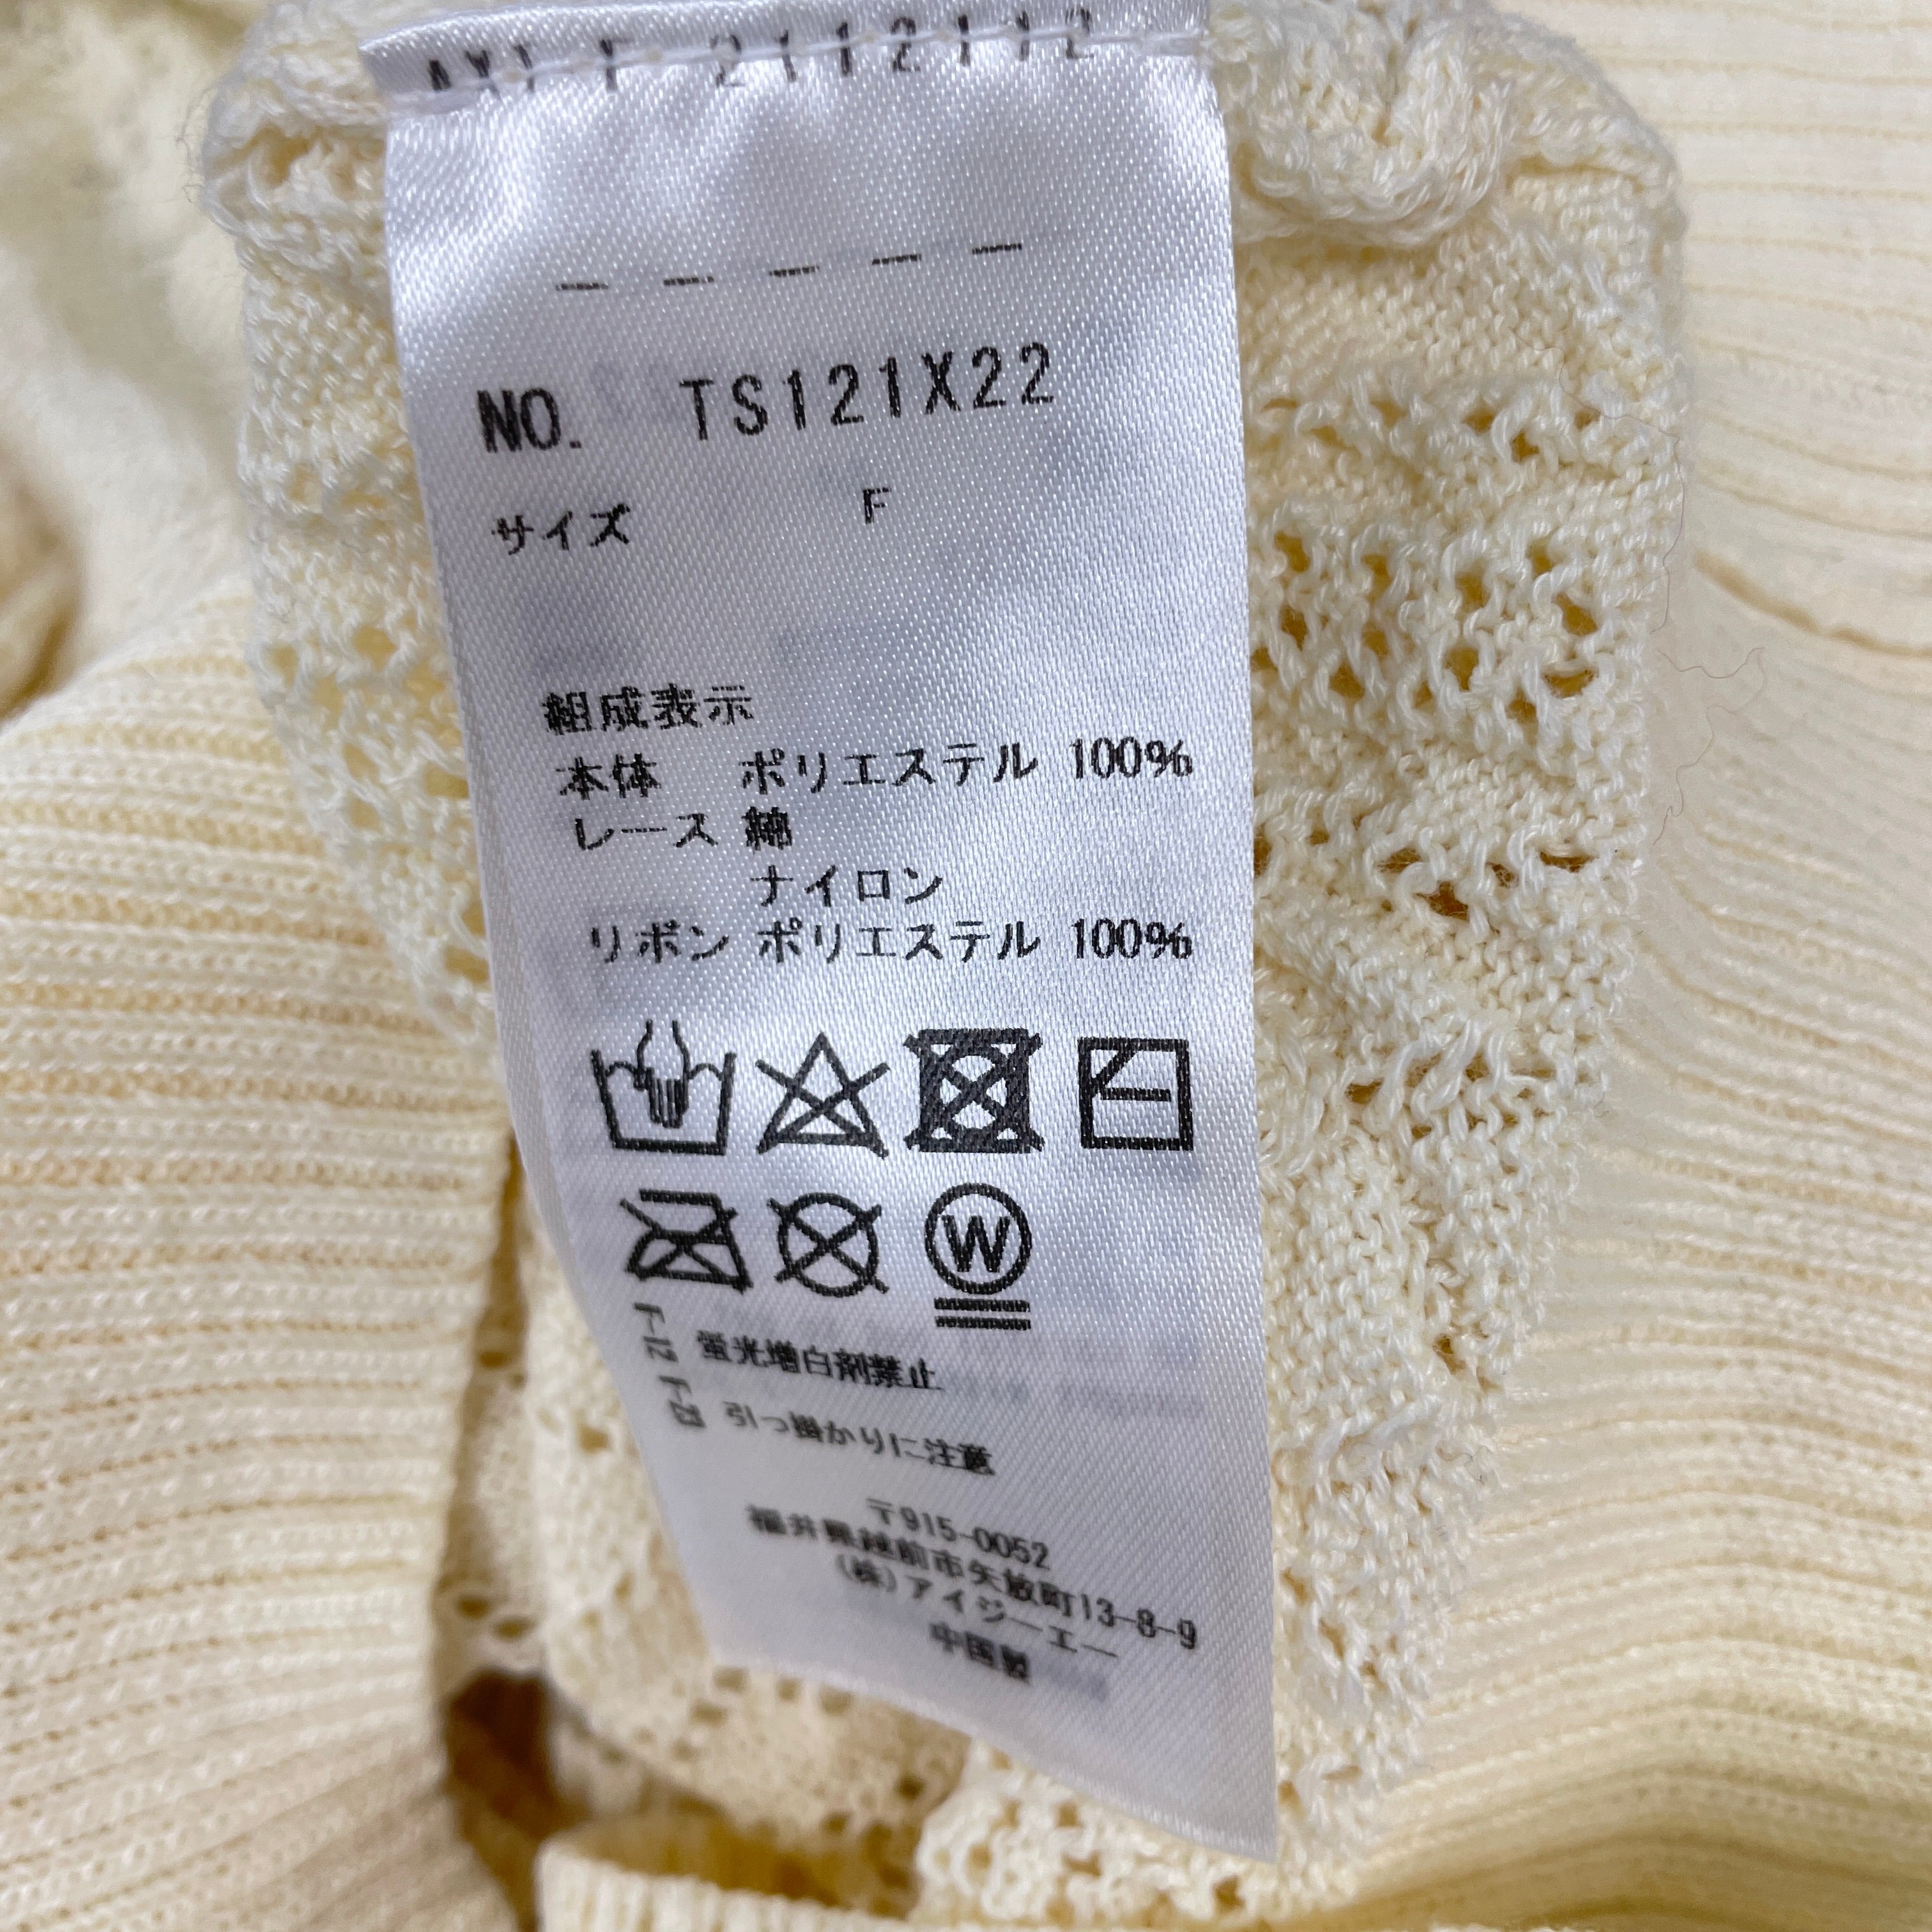 AXI F 2112112
— — — — —
NO. TS121X22
サイズ F
組成表示
本体 ポリエステル 100%
レース 綿
ナイロン
リボン ポリエステル 100%
W
F-12 蛍光増白剤禁止
引っ掛かりに注意
〒915-0052
福井県越前市矢放町13-8-9
(株)アイジーエー
中国製